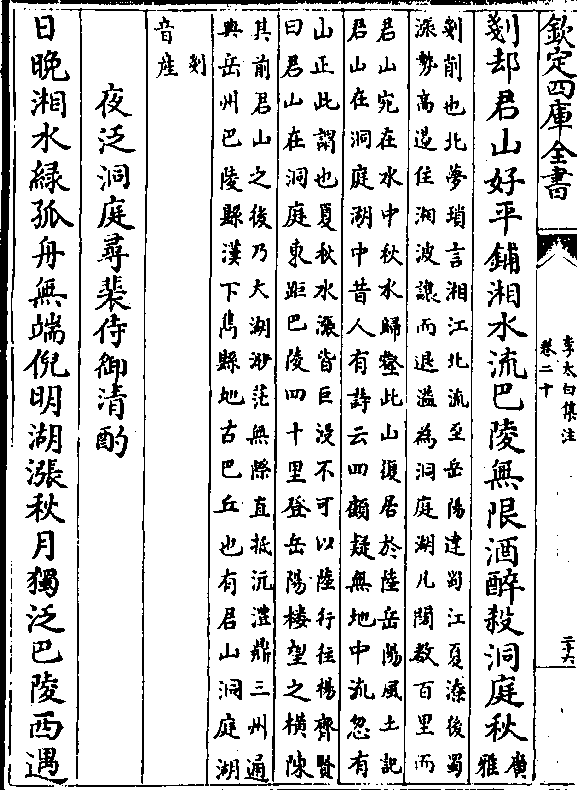 欽定四庫全書
李太白集注
卷二十
二十六
剗却君山好平鋪湘水流巴陵無限酒醉殺洞庭秋
廣
雅
剗削也北夢瑣言湘江北流至岳陽達蜀江夏潦後蜀
漲勢高遏住湘波讓而退溢為洞庭湖凡闊數百里而
君山宛在水中秋水歸壑此山復居於陸岳陽風土記
君山在洞庭湖中昔人有詩云四顧疑無地中流忽有
山正此謂也夏秋水漲皆巨没不可以陸行往楊齊賢
曰君山在洞庭東距巴陵四十里登岳陽樓望之橫陳
其前君山之後乃大湖渺茫無際直抵沅澧鼎三州通
典岳州巴陵縣漢下雋縣地古巴丘也有君山洞庭湖
剗
音産
夜泛洞庭尋裴侍御清酌
日晚湘水緑孤舟無端倪明湖漲秋月獨泛巴陵西遇